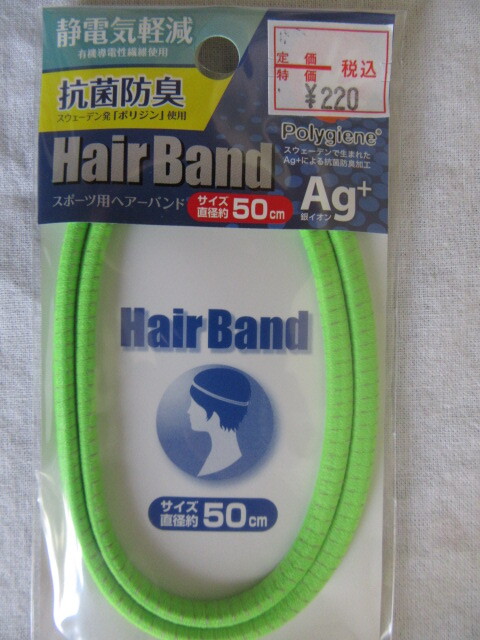 静電気軽減
有機導電性繊維使用
抗菌防臭
スウェーデン発「ポリジン」使用
Hair Band
スポーツ用ヘアーバンド
サイズ
直径約 50cm
定価
特価
税込
¥220
Polygiene®
スウェーデンで生まれた
Ag+による抗菌防臭加工
Ag+
銀イオン
Hair Band
サイズ
直径約 50cm